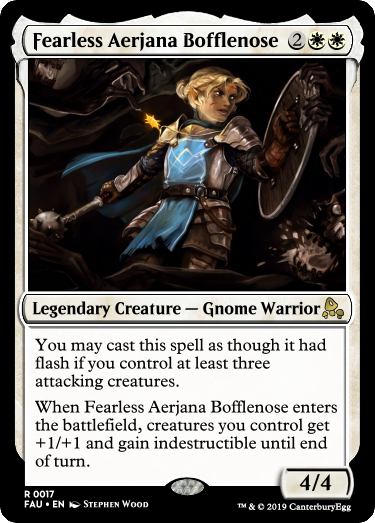 Fearless Aerjana Bofflenose 2
Legendary Creature — Gnome Warrior
You may cast this spell as though it had
flash if you control at least three
attacking creatures.
When Fearless Aerjana Bofflenose enters
the battlefield, creatures you control get
+1/+1 and gain indestructible until end
of turn.
4/4
R 0017
FAU • EN Stephen Wood
™ & © 2019 CanterburyEgg